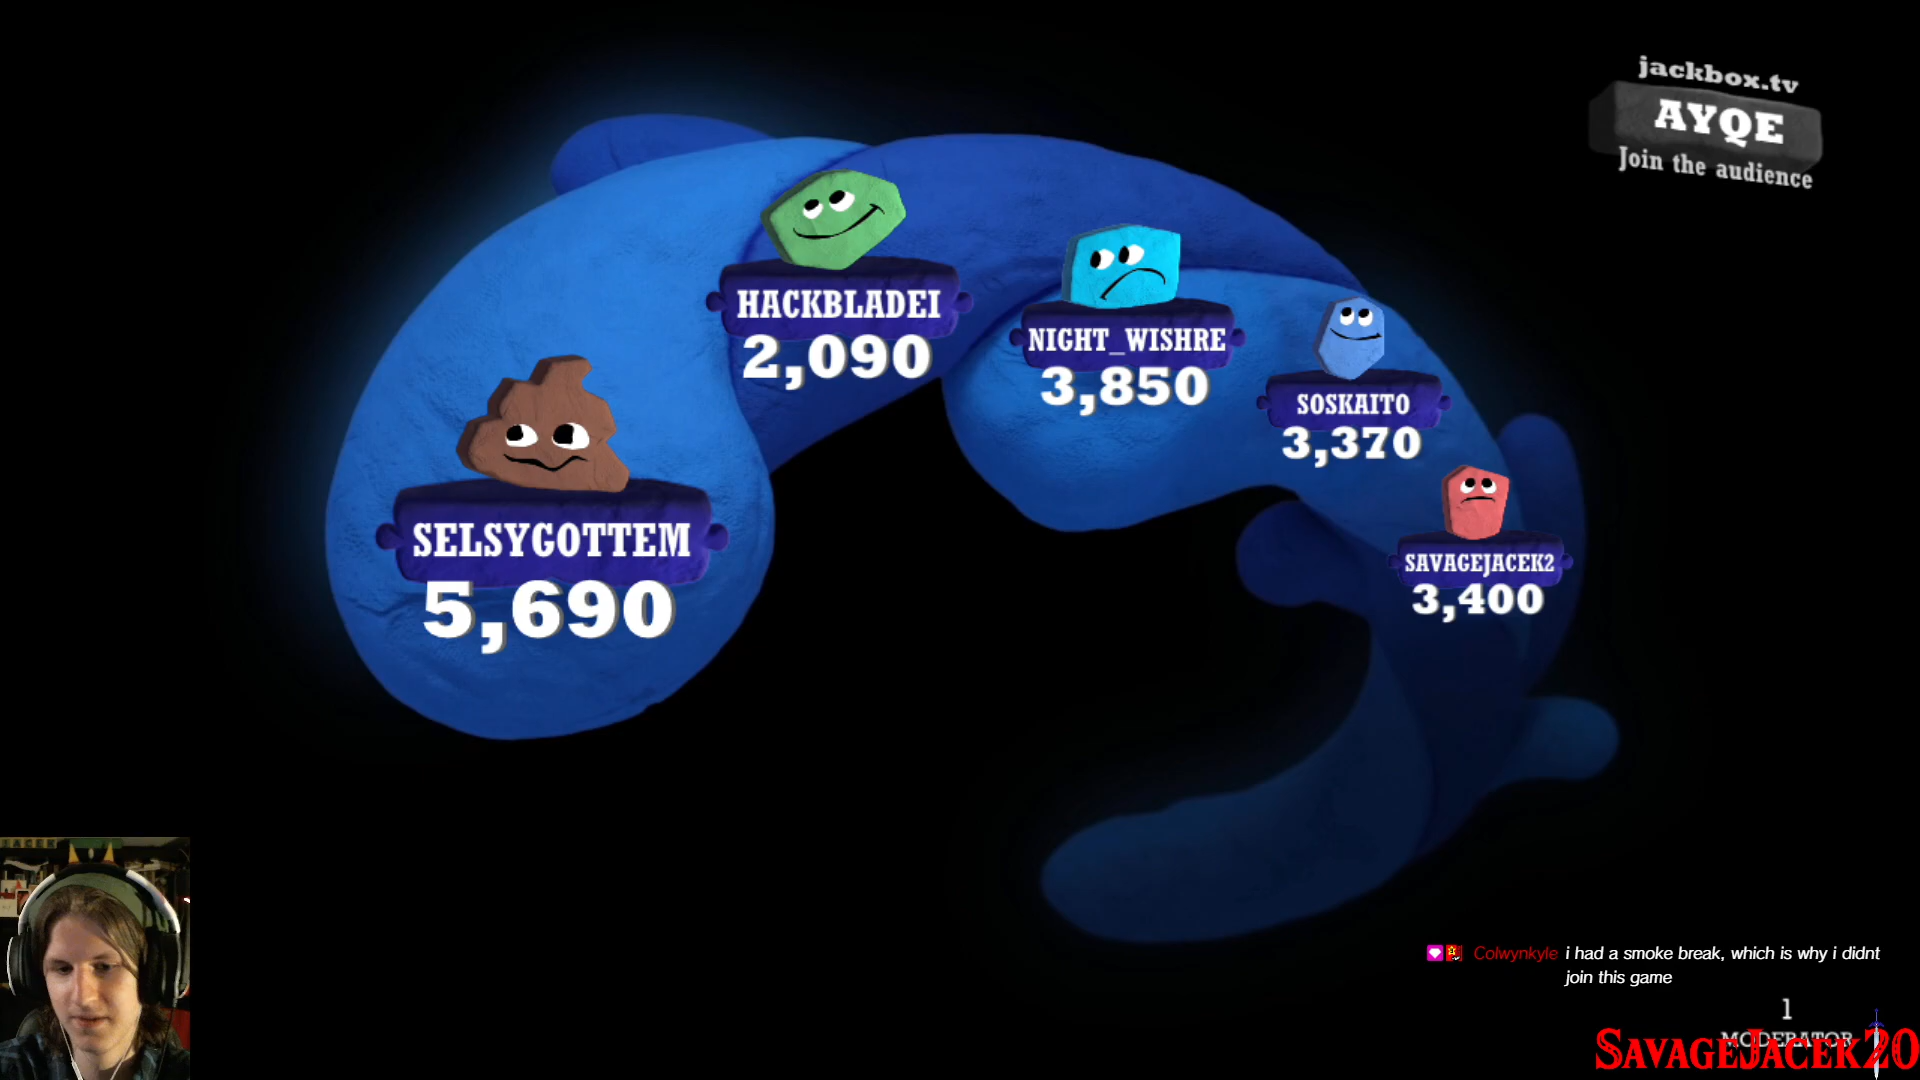 jackbox.tv
AYQE
Join the audience
HACKBLADEI
2,090
NIGHT_WISHRE
3,850
SOSKAITO
3,370
SELSYGOTTEM
5,690
SAVAGEJACEK2
3,400
Colwynkyle i had a smoke break, which is why i didnt
join this game
1
MODERATOR
SAVAGEJACEK20